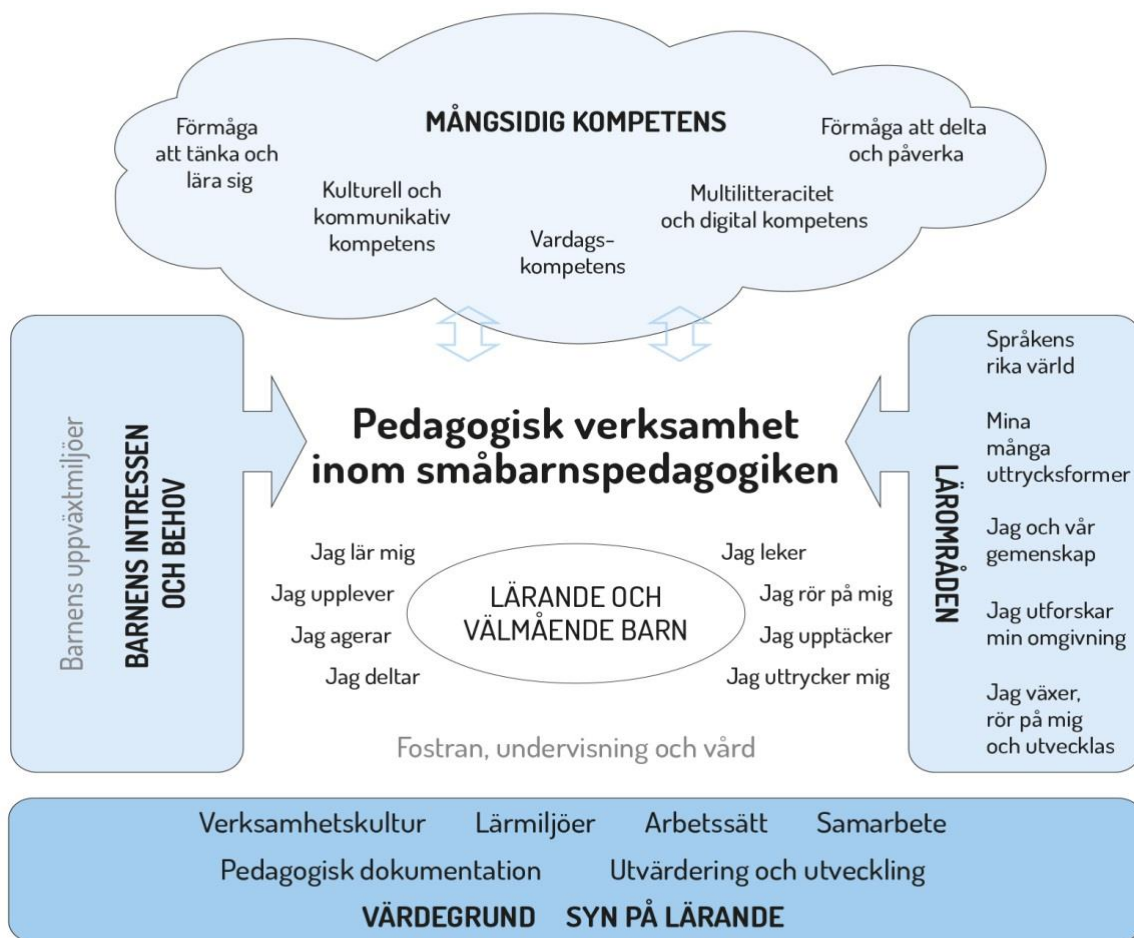 MÅNGSIDIG KOMPETENS
Förmåga
att tänka och
lära sig
Kulturell och
kommunikativ
kompetens
Vardags-
kompetens
Multilitteracitet
och digital kompetens
Förmåga att delta
och påverka
Barnens uppväxtmiljöer
BARNENS INTRESSEN
OCH BEHOV
Pedagogisk verksamhet
inom småbarnspedagogiken
Jag lär mig
Jag upplever
Jag agerar
Jag deltar
LÄRANDE OCH
VÄLMÅENDE BARN
Jag leker
Jag rör på mig
Jag upptäcker
Jag uttrycker mig
Fostran, undervisning och vård
LÄROMRÅDEN
Språkens
rika värld
Mina
många
uttrycksformer
Jag och vår
gemenskap
Jag utforskar
min omgivning
Jag växer,
rör på mig
och utvecklas
Verksamhetskultur Lärmiljöer Arbetssätt Samarbete
Pedagogisk dokumentation Utvärdering och utveckling
VÄRDEGRUND SYN PÅ LÄRANDE